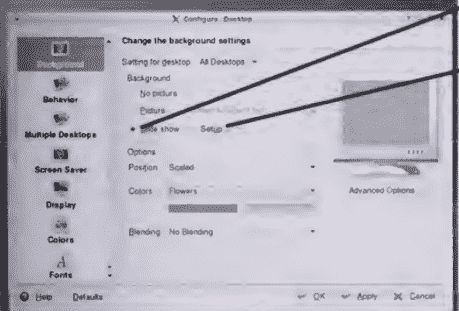 Configure Desktop
Change the background settings
Setting for desktop All Desktops
Background
No picture
Picture
Slide show Setup
Options
Position Scaled
Colors Flowers
Blending No Blending
Advanced Options
Background
Behavior
Multiple Desktops
Screen Saver
Display
Colors
Fonts
Help Defaults OK Apply Cancel